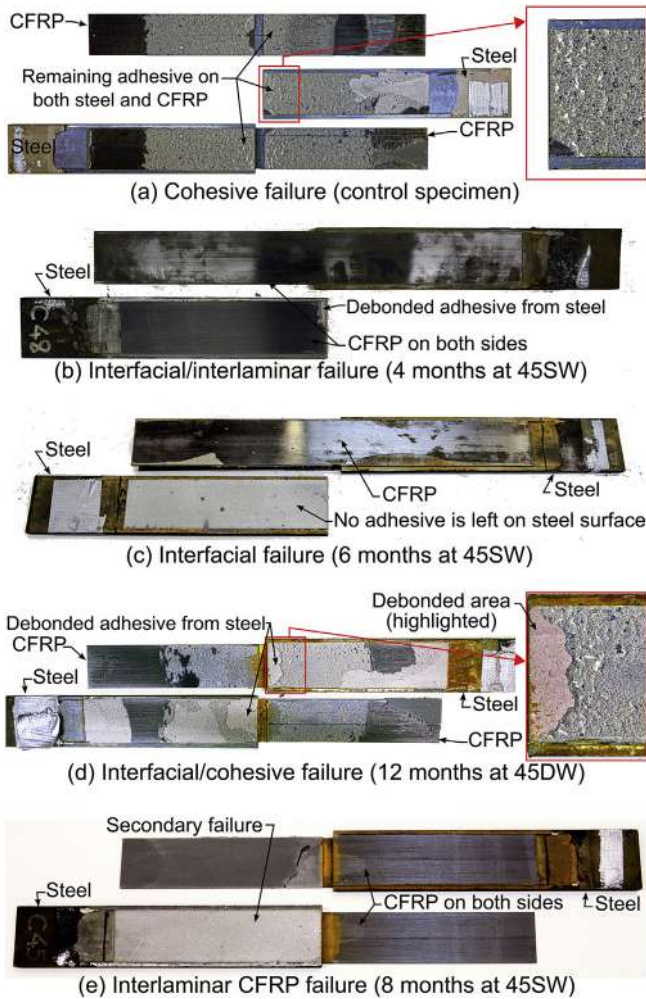 CFRP
Steel
Remaining adhesive on
both steel and CFRP
CFRP
Steel
(a) Cohesive failure (control specimen)
Steel
Debonded adhesive from steel
C48
CFRP on both sides
(b) Interfacial/interlaminar failure (4 months at 45SW)
Steel
CFRP
Steel
No adhesive is left on steel surface
(c) Interfacial failure (6 months at 45SW)
Debonded area
(highlighted)
Debonded adhesive from steel
CFRP
Steel
Steel
CFRP
(d) Interfacial/cohesive failure (12 months at 45DW)
Secondary failure
Steel
CFRP on both sides
Steel
C45
(e) Interlaminar CFRP failure (8 months at 45SW)